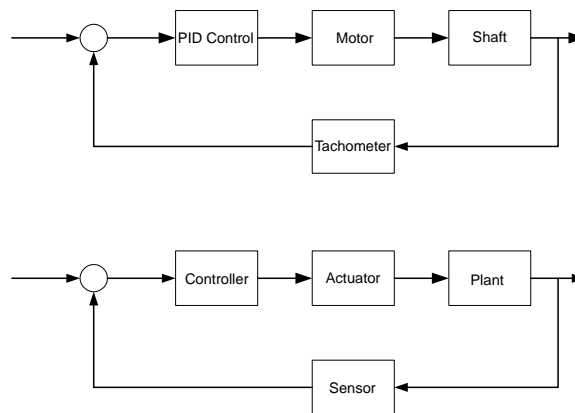 PID Control
Motor
Shaft
Tachometer
Controller
Actuator
Plant
Sensor